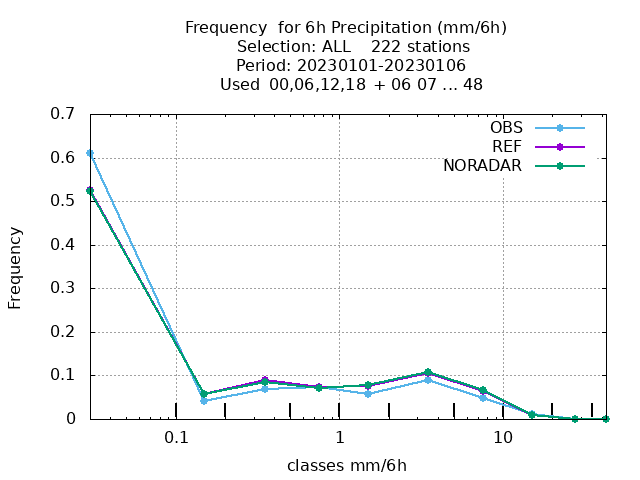 Frequency  for 6h Precipitation (mm/6h)
Selection: ALL    222 stations
Period: 20230101-20230106
Used  00,06,12,18  + 06 07 ... 48
0.7
0.6
0.5
0.4
0.3
0.2
0.1
0
Frequency
OBS
REF
NORADAR
0.1 1 10
classes mm/6h